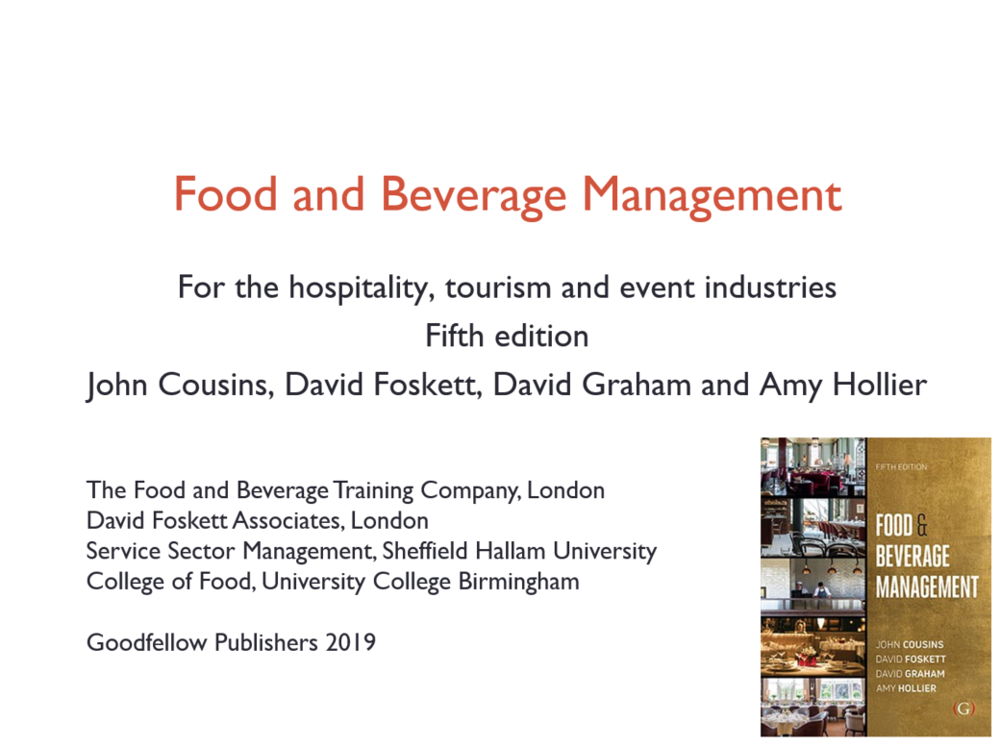 Food and Beverage Management
For the hospitality, tourism and event industries
Fifth edition
John Cousins, David Foskett, David Graham and Amy Hollier
The Food and Beverage Training Company, London
David Foskett Associates, London
Service Sector Management, Sheffield Hallam University
College of Food, University College Birmingham
Goodfellow Publishers 2019
FIFTH EDITION
FOOD &
BEVERAGE
MANAGEMENT
JOHN COUSINS
DAVID FOSKETT
DAVID GRAHAM
AMY HOLLIER
(G)